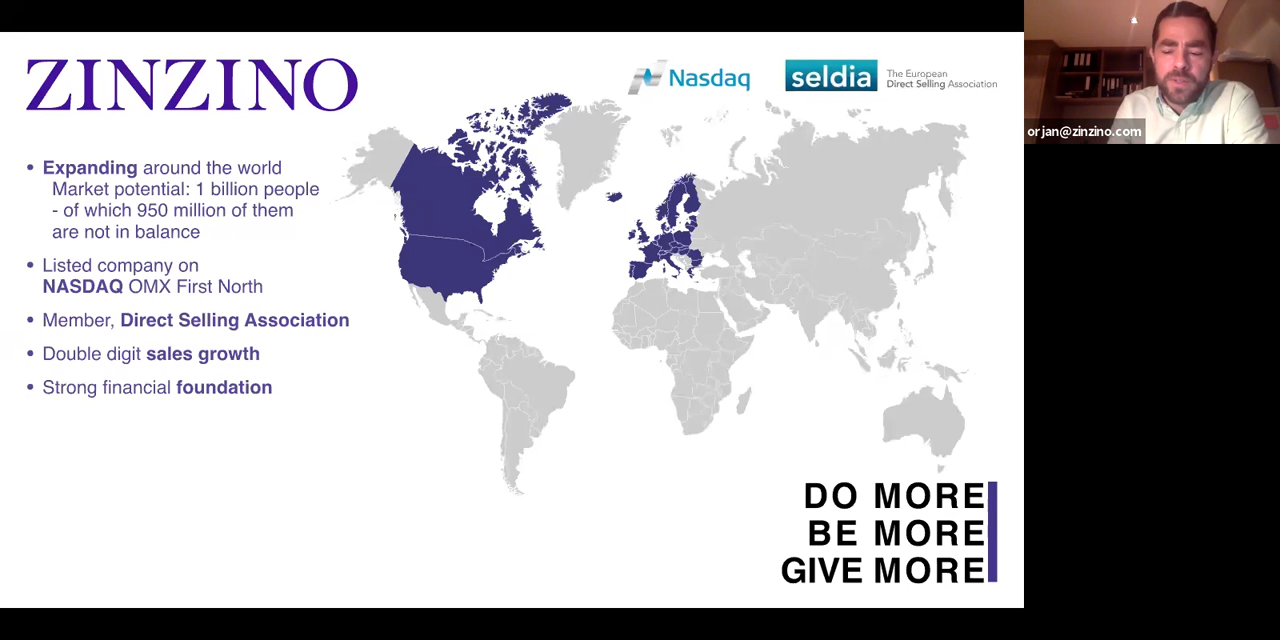 ZINZINO
Nasdaq
seldia
The European
Direct Selling Association
orjan@zinzino.com
• Expanding around the world
Market potential: 1 billion people
- of which 950 million of them
are not in balance
• Listed company on
NASDAQ OMX First North
• Member, Direct Selling Association
• Double digit sales growth
• Strong financial foundation
DO MORE
BE MORE
GIVE MORE